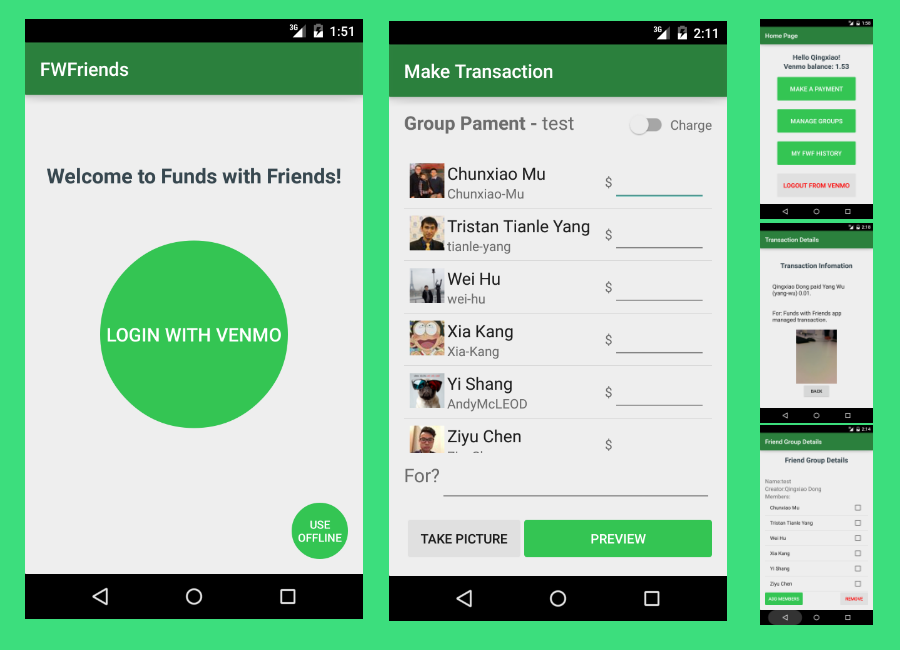 3G 1:51
FWFriends
Welcome to Funds with Friends!
LOGIN WITH VENMO
USE
OFFLINE
3G 2:11
Make Transaction
Group Pament - test
Charge
Chunxiao Mu
Chunxiao-Mu
$
Tristan Tianle Yang
tianle-yang
$
Wei Hu
wei-hu
$
Xia Kang
Xia-Kang
$
Yi Shang
AndyMcLEOD
$
Ziyu Chen
$
For?
TAKE PICTURE
PREVIEW
Home Page
Hello Qingxiao!
Venmo balance: 1.53
MAKE A PAYMENT
MANAGE GROUPS
MY FWF HISTORY
LOGOUT FROM VENMO
Transaction Details
Transaction Infomation
Qingxiao Dong paid Yang Wu
(yang-wu) 0.01.
For: Funds with Friends app
managed transaction.
BACK
2:14
Friend Group Details
Friend Group Details
Name:test
Creator:Qingxiao Dong
Members:
Chunxiao Mu
Tristan Tianle Yang
Wei Hu
Xia Kang
Yi Shang
Ziyu Chen
ADD MEMBERS
REMOVE